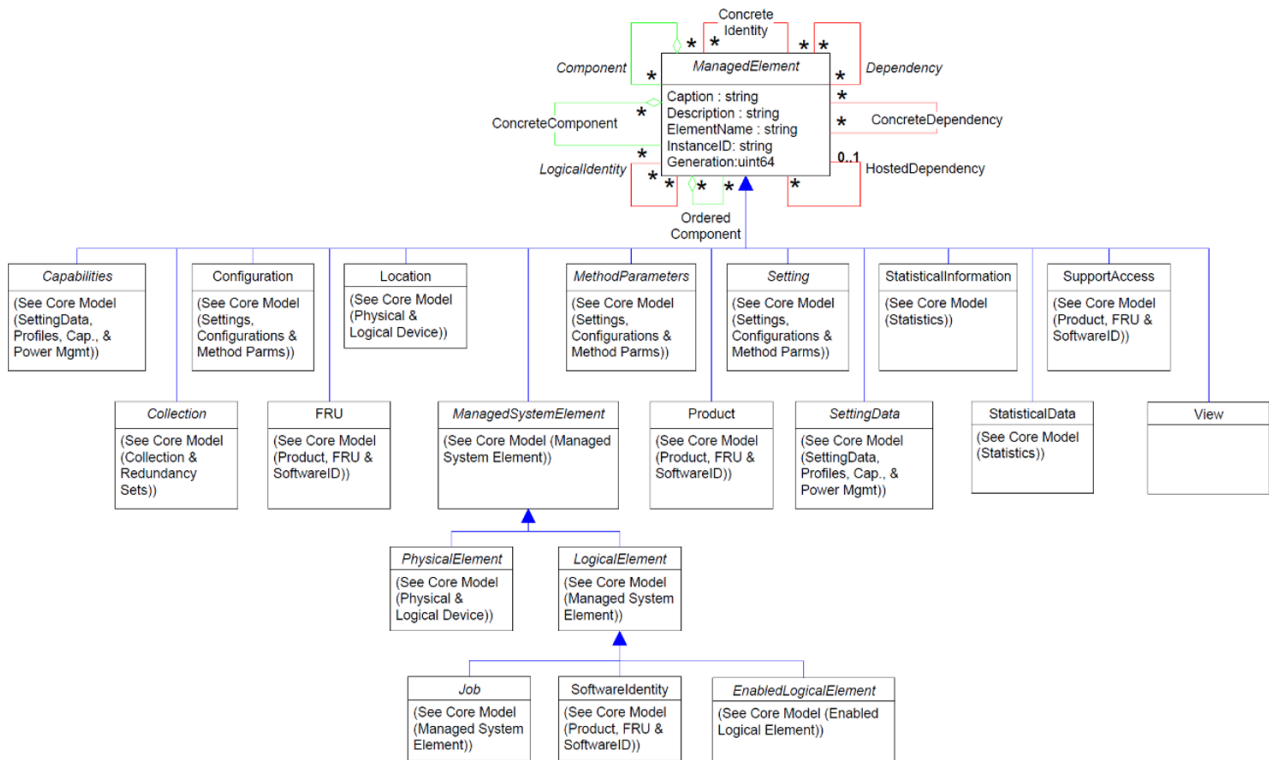 Concrete
Identity
*
*
*
*
*
ManagedElement
Component
*
*
Dependency
Caption : string
Description : string
ElementName : string
InstanceID: string
Generation:uint64
*
*
*
ConcreteComponent
ConcreteDependency
*
0..1
LogicalIdentity
*
*
*
*
*
HostedDependency
Ordered
Component
Capabilities
(See Core Model
(SettingData,
Profiles, Cap., &
Power Mgmt))
Configuration
(See Core Model
(Settings,
Configurations &
Method Parms))
Location
(See Core Model
(Physical &
Logical Device))
MethodParameters
(See Core Model
(Settings,
Configurations &
Method Parms))
Setting
(See Core Model
(Settings,
Configurations &
Method Parms))
StatisticalInformation
(See Core Model
(Statistics))
SupportAccess
(See Core Model
(Product, FRU &
SoftwareID))
Collection
(See Core Model
(Collection &
Redundancy
Sets))
FRU
(See Core Model
(Product, FRU &
SoftwareID))
ManagedSystemElement
(See Core Model (Managed
System Element))
Product
(See Core Model
(Product, FRU &
SoftwareID))
SettingData
(See Core Model
(SettingData,
Profiles, Cap., &
Power Mgmt))
StatisticalData
(See Core Model
(Statistics))
View
PhysicalElement
(See Core Model
(Physical &
Logical Device))
LogicalElement
(See Core Model
(Managed System
Element))
Job
(See Core Model
(Managed System
Element))
SoftwareIdentity
(See Core Model
(Product, FRU &
SoftwareID))
EnabledLogicalElement
(See Core Model (Enabled
Logical Element))